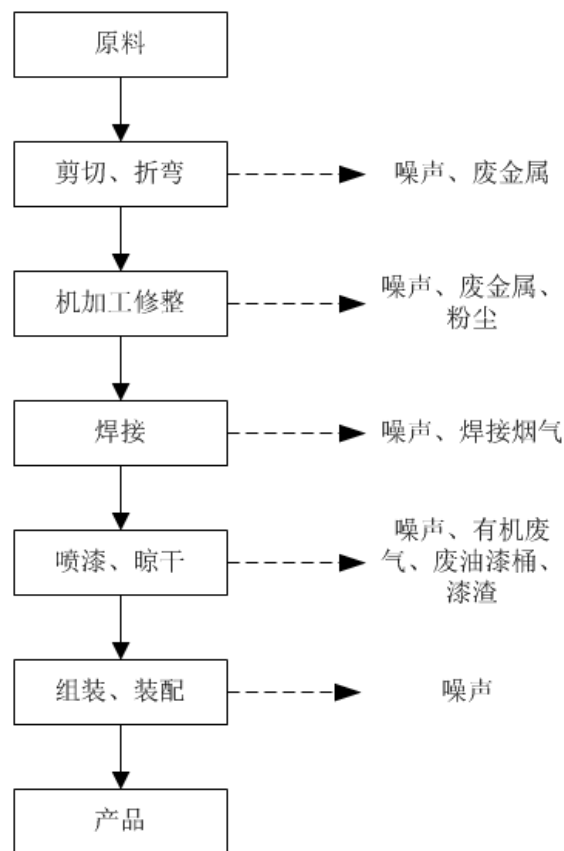 原料
剪切、折弯
噪声、废金属
机加工修整
噪声、废金属、
粉尘
焊接
噪声、焊接烟气
喷漆、晾干
噪声、有机废
气、废油漆桶、
漆渣
组装、装配
噪声
产品